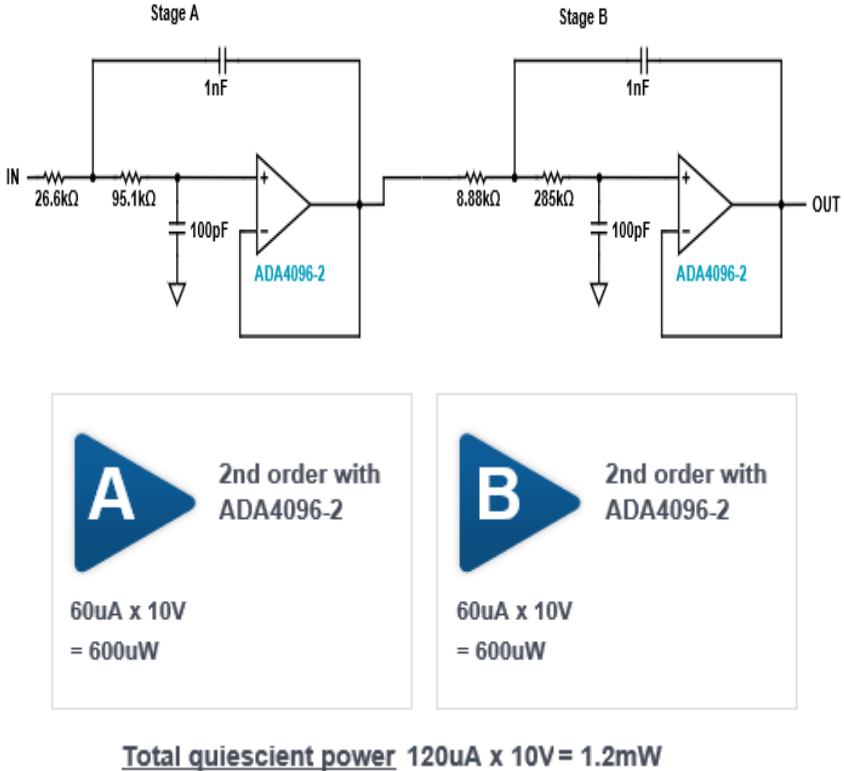 Stage A
Stage B
1nF
1nF
IN
+
+
26.6kΩ
95.1kΩ
8.88kΩ
285kΩ
OUT
100pF
−
100pF
−
ADA4096-2
ADA4096-2
A
2nd order with
ADA4096-2
60uA x 10V
= 600uW
B
2nd order with
ADA4096-2
60uA x 10V
= 600uW
Total quiescient power 120uA x 10V = 1.2mW